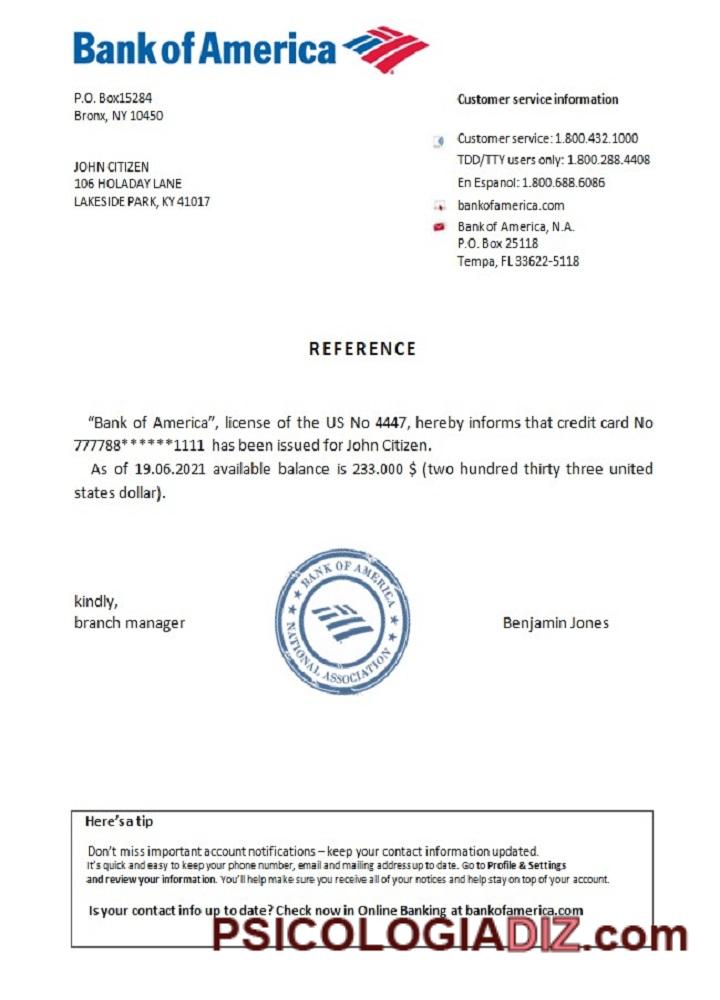 Bank of America
P.O. Box15284
Bronx, NY 10450
JOHN CITIZEN
106 HOLADAY LANE
LAKESIDE PARK, KY 41017
Customer service information
Customer service: 1.800.432.1000
TDD/TTY users only: 1.800.288.4408
En Espanol: 1.800.688.6086
bankofamerica.com
Bank of America, N.A.
P.O. Box 25118
Tempa, FL 33622-5118
REFERENCE
“Bank of America”, license of the US No 4447, hereby informs that credit card No
777788******1111 has been issued for John Citizen.
As of 19.06.2021 available balance is 233.000 $ (two hundred thirty three united
states dollar).
kindly,
branch manager
BANK OF AMERICA
NATIONAL ASSOCIATION
Benjamin Jones
Here's a tip
Don't miss important account notifications – keep your contact information updated.
It's quick and easy to keep your phone number, email and mailing address up to date. Go to Profile & Settings
and review your information. You'll help make sure you receive all of your notices and help stay on top of your account.
Is your contact info up to date? Check now in Online Banking at bankofamerica.com
PSICOLOGIADIZ.com